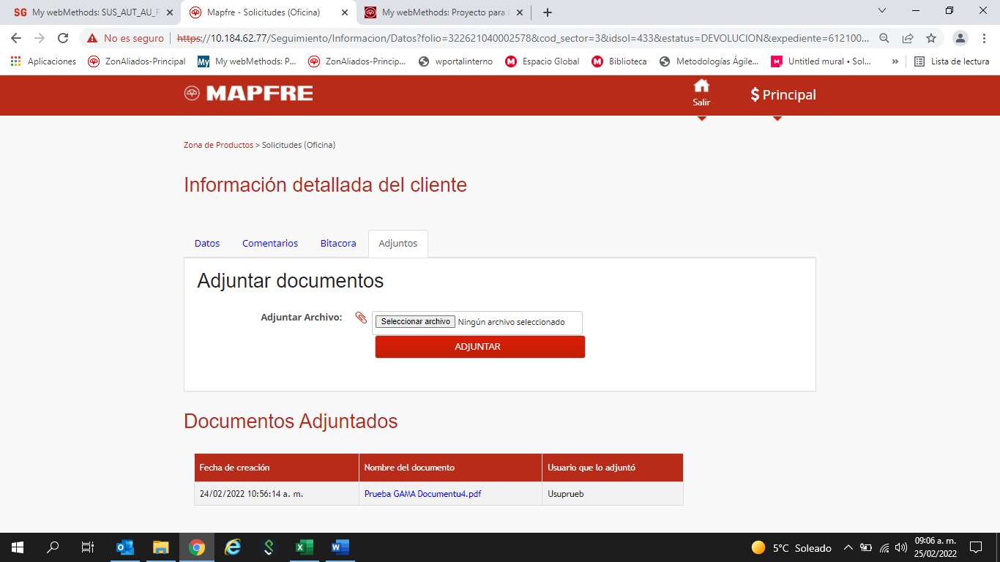 SG My webMethods: SUS_AUT_AU_R
Mapfre - Solicitudes (Oficina)
My webMethods: Proyecto para
No es seguro | https://10.184.62.77/Seguimiento/Informacion/Datos?folio=322621040002578&cod_sector=3&idsol=433&estatus=DEVOLUCION&expediente=612100...
Aplicaciones ZonAliados-Principal My My webMethods: P... ZonAliados-Princip... wportalinterno M Espacio Global M Biblioteca Metodologías Ágile... Untitled mural • Sol... » Lista de lectura
MAPFRE
Salir
$ Principal
Zona de Productos > Solicitudes (Oficina)
Información detallada del cliente
Datos Comentarios Bitacora Adjuntos
Adjuntar documentos
Adjuntar Archivo: Seleccionar archivo Ningún archivo seleccionado
ADJUNTAR
Documentos Adjuntados
Fecha de creación Nombre del documento Usuario que lo adjuntó
24/02/2022 10:56:14 a. m. Prueba GAMA Documentu4.pdf Usuprueb
5°C Soleado
09:06 a. m.
25/02/2022